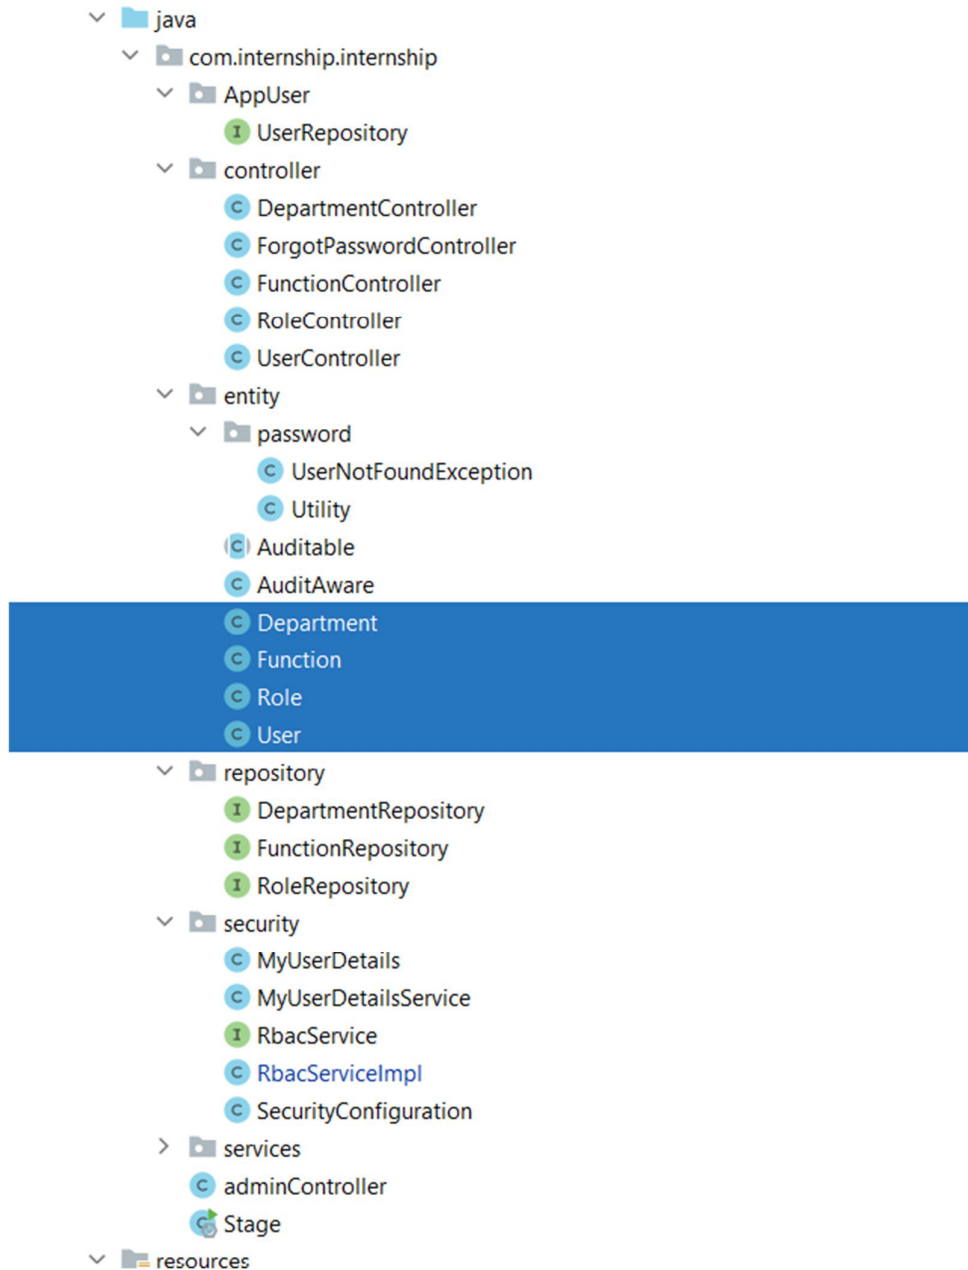 java
com.internship.internship
AppUser
I UserRepository
controller
C DepartmentController
C ForgotPasswordController
C FunctionController
C RoleController
C UserController
entity
password
C UserNotFoundException
C Utility
C Auditable
C AuditAware
C Department
C Function
C Role
C User
repository
I DepartmentRepository
I FunctionRepository
I RoleRepository
security
C MyUserDetails
C MyUserDetailsService
I RbacService
C RbacServiceImpl
C SecurityConfiguration
services
C adminController
C Stage
resources